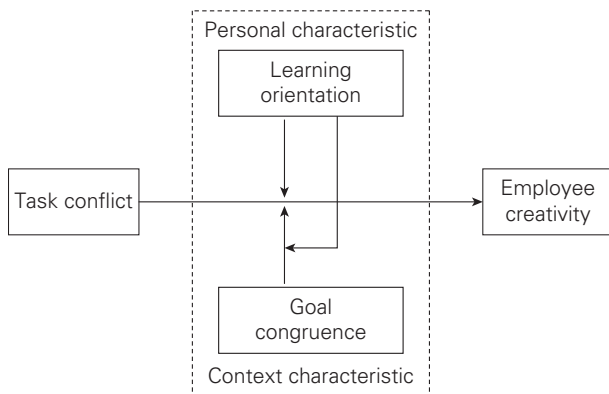 Personal characteristic
Learning
orientation
Task conflict
Employee
creativity
Goal
congruence
Context characteristic